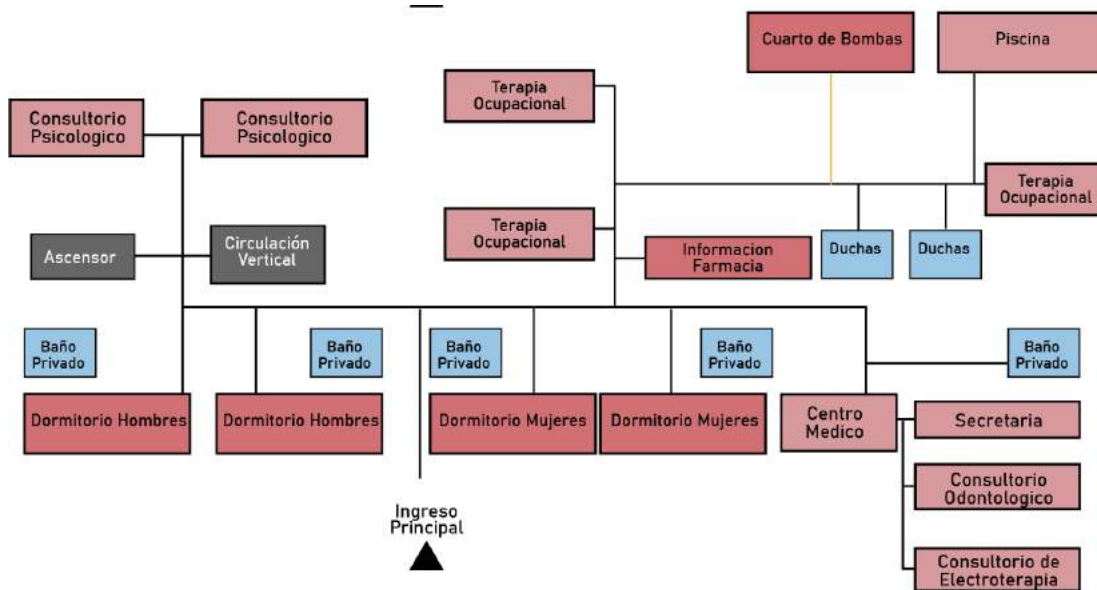 Cuarto de Bombas
Piscina
Terapia
Ocupacional
Consultorio
Psicologico
Consultorio
Psicologico
Terapia
Ocupacional
Terapia
Ocupacional
Ascensor
Circulación
Vertical
Informacion
Farmacia
Duchas
Duchas
Baño
Privado
Baño
Privado
Baño
Privado
Baño
Privado
Baño
Privado
Dormitorio Hombres
Dormitorio Hombres
Dormitorio Mujeres
Dormitorio Mujeres
Centro
Medico
Secretaria
Consultorio
Odontologico
Ingreso
Principal
Consultorio de
Electroterapia